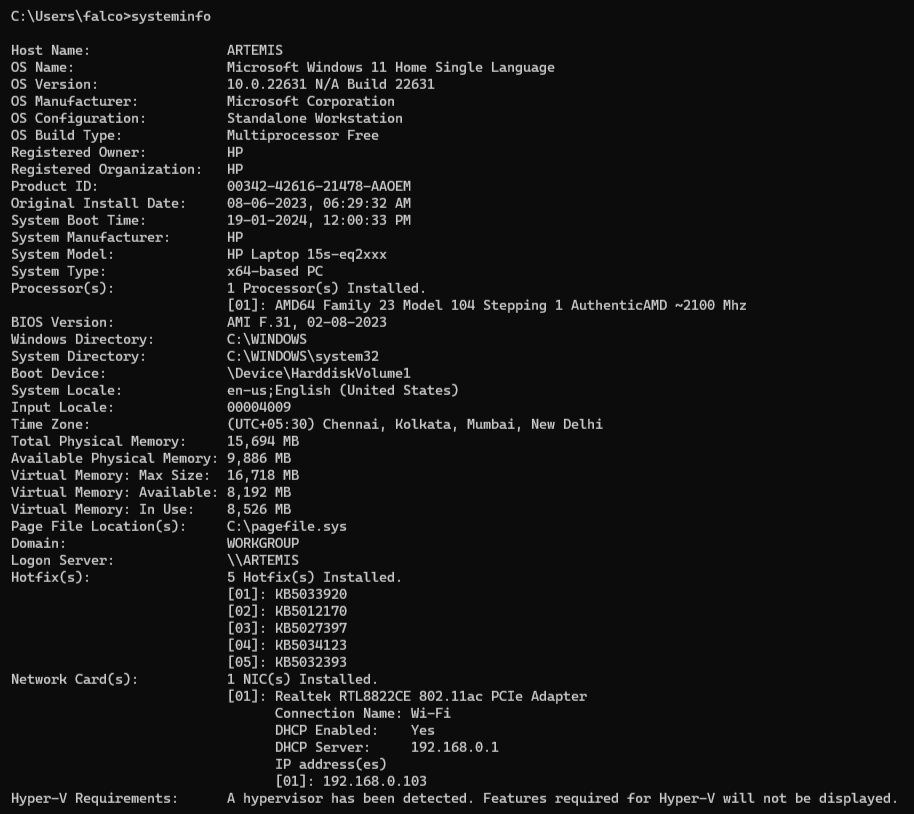 C:\Users\falco>systeminfo
Host Name: ARTEMIS
OS Name: Microsoft Windows 11 Home Single Language
OS Version: 10.0.22631 N/A Build 22631
OS Manufacturer: Microsoft Corporation
OS Configuration: Standalone Workstation
OS Build Type: Multiprocessor Free
Registered Owner: HP
Registered Organization: HP
Product ID: 00342-42616-21478-AAOEM
Original Install Date: 08-06-2023, 06:29:32 AM
System Boot Time: 19-01-2024, 12:00:33 PM
System Manufacturer: HP
System Model: HP Laptop 15s-eq2xxx
System Type: x64-based PC
Processor(s): 1 Processor(s) Installed.
[01]: AMD64 Family 23 Model 104 Stepping 1 AuthenticAMD ~2100 Mhz
BIOS Version: AMI F.31, 02-08-2023
Windows Directory: C:\WINDOWS
System Directory: C:\WINDOWS\system32
Boot Device: \Device\HarddiskVolume1
System Locale: en-us;English (United States)
Input Locale: 00004009
Time Zone: (UTC+05:30) Chennai, Kolkata, Mumbai, New Delhi
Total Physical Memory: 15,694 MB
Available Physical Memory: 9,886 MB
Virtual Memory: Max Size: 16,718 MB
Virtual Memory: Available: 8,192 MB
Virtual Memory: In Use: 8,526 MB
Page File Location(s): C:\pagefile.sys
Domain: WORKGROUP
Logon Server: \\ARTEMIS
Hotfix(s): 5 Hotfix(s) Installed.
[01]: KB5033920
[02]: KB5012170
[03]: KB5027397
[04]: KB5034123
[05]: KB5032393
Network Card(s): 1 NIC(s) Installed.
[01]: Realtek RTL8822CE 802.11ac PCIe Adapter
Connection Name: Wi-Fi
DHCP Enabled: Yes
DHCP Server: 192.168.0.1
IP address(es)
[01]: 192.168.0.103
Hyper-V Requirements: A hypervisor has been detected. Features required for Hyper-V will not be displayed.